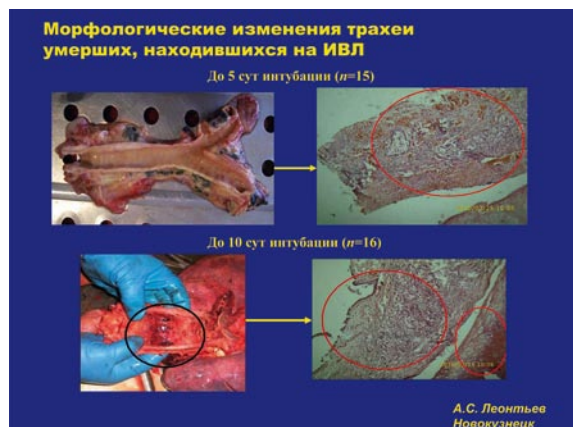 Морфологические изменения трахеи
умерших, находившихся на ИВЛ
До 5 сут интубации (n=15)
До 10 сут интубации (n=16)
А.С. Леонтьев
Новокузнецк